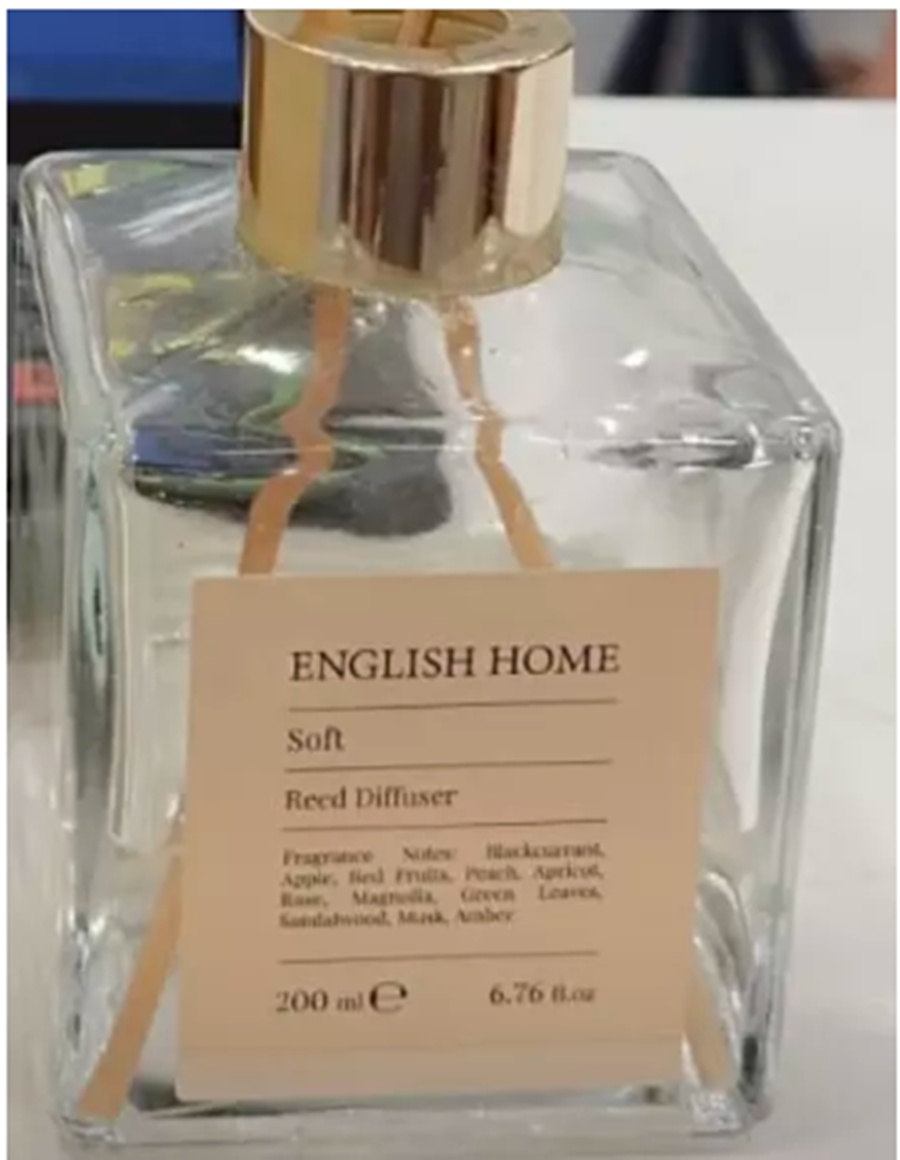 ENGLISH HOME
Soft
Reed Diffuser
Fragrance Notes: Blackcurrant,
Apple, Red Fruits, Peach, Apricot,
Rose, Magnolia, Green Leaves,
Sandalwood, Musk, Amber
200 ml ℮ 6.76 fl.oz